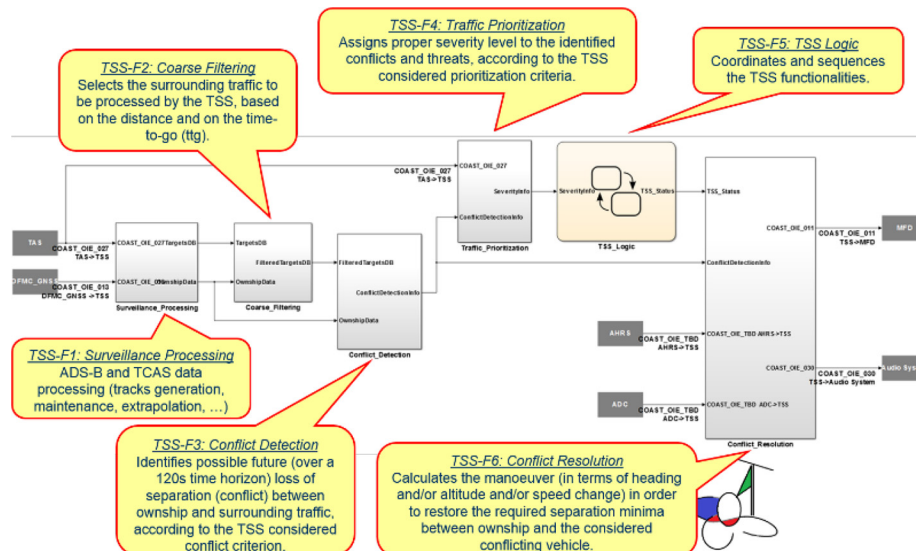 TSS-F4: Traffic Prioritization
Assigns proper severity level to the identified
conflicts and threats, according to the TSS
considered prioritization criteria.
TSS-F5: TSS Logic
Coordinates and sequences
the TSS functionalities.
TSS-F2: Coarse Filtering
Selects the surrounding traffic to
be processed by the TSS, based
on the distance and on the time-
to-go (ttg).
COAST_OIE_027
COAST_OIE_027
TAS->TSS
SeverityInfo
ConflictDetectionInfo
Traffic_Prioritization
SeverityInfo
TSS_Status
TSS_Logic
TSS_Status
COAST_OIE_011
MFD
COAST_OIE_011
TSS->MFD
TAS
COAST_OIE_027
TAS->TSS
COAST_OIE_027
TargetsDB
TargetsDB
FilteredTargetsDB
FilteredTargetsDB
ConflictDetectionInfo
ConflictDetectionInfo
DFMC_GNSS
COAST_OIE_013
DFMC_GNSS ->TSS
OwnshipData
Surveillance_Processing
OwnshipData
Coarse_Filtering
OwnshipData
Conflict_Detection
AHRS
COAST_OIE_TBD
AHRS->TSS
COAST_OIE_TBD AHRS->TSS
COAST_OIE_030
COAST_OIE_030
TSS->Audio System
ADC
COAST_OIE_TBD
ADC->TSS
COAST_OIE_TBD ADC->TSS
Conflict_Resolution
TSS-F1: Surveillance Processing
ADS-B and TCAS data
processing (tracks generation,
maintenance, extrapolation, …)
TSS-F3: Conflict Detection
Identifies possible future (over a
120s time horizon) loss of
separation (conflict) between
ownship and surrounding traffic,
according to the TSS considered
conflict criterion.
TSS-F6: Conflict Resolution
Calculates the manoeuver (in terms of heading
and/or altitude and/or speed change) in order
to restore the required separation minima
between ownship and the considered
conflicting vehicle.